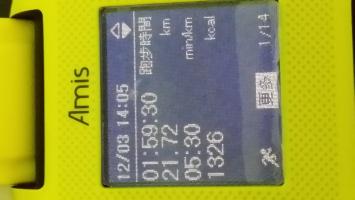 Amis
12/03 14:05
01:59:30 跑步時間
21.72 km
05:30 min/km
1326 kcal
更多 1/14